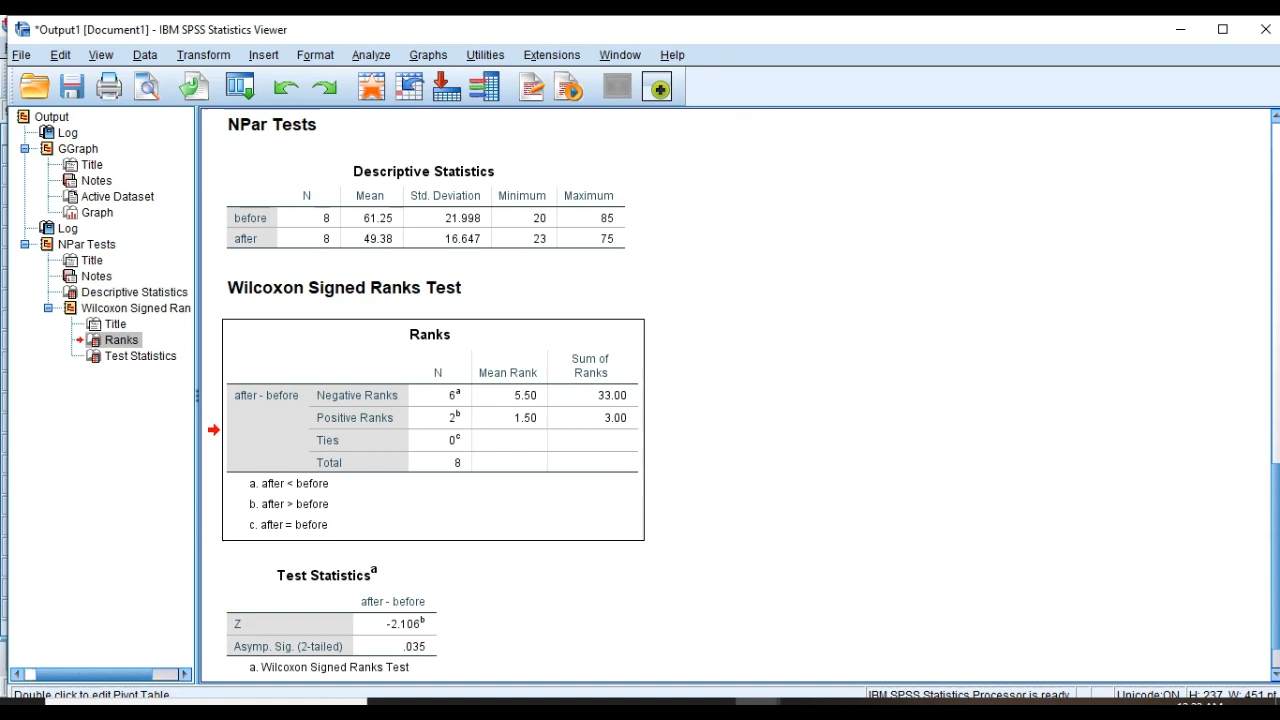 *Output1 [Document1] - IBM SPSS Statistics Viewer
File Edit View Data Transform Insert Format Analyze Graphs Utilities Extensions Window Help
Output
Log
GGraph
Title
Notes
Active Dataset
Graph
Log
NPar Tests
Title
Notes
Descriptive Statistics
Wilcoxon Signed Ran
Title
Ranks
Test Statistics
NPar Tests
Descriptive Statistics
N Mean Std. Deviation Minimum Maximum
before 8 61.25 21.998 20 85
after 8 49.38 16.647 23 75
Wilcoxon Signed Ranks Test
Ranks
N Mean Rank Sum of Ranks
after - before Negative Ranks 6a 5.50 33.00
Positive Ranks 2b 1.50 3.00
Ties 0c
Total 8
a. after < before
b. after > before
c. after = before
Test Statisticsa
after - before
Z -2.106b
Asymp. Sig. (2-tailed) .035
a. Wilcoxon Signed Ranks Test
Double click to edit Pivot Table IBM SPSS Statistics Processor is ready Unicode:ON H: 237, W: 451 pt